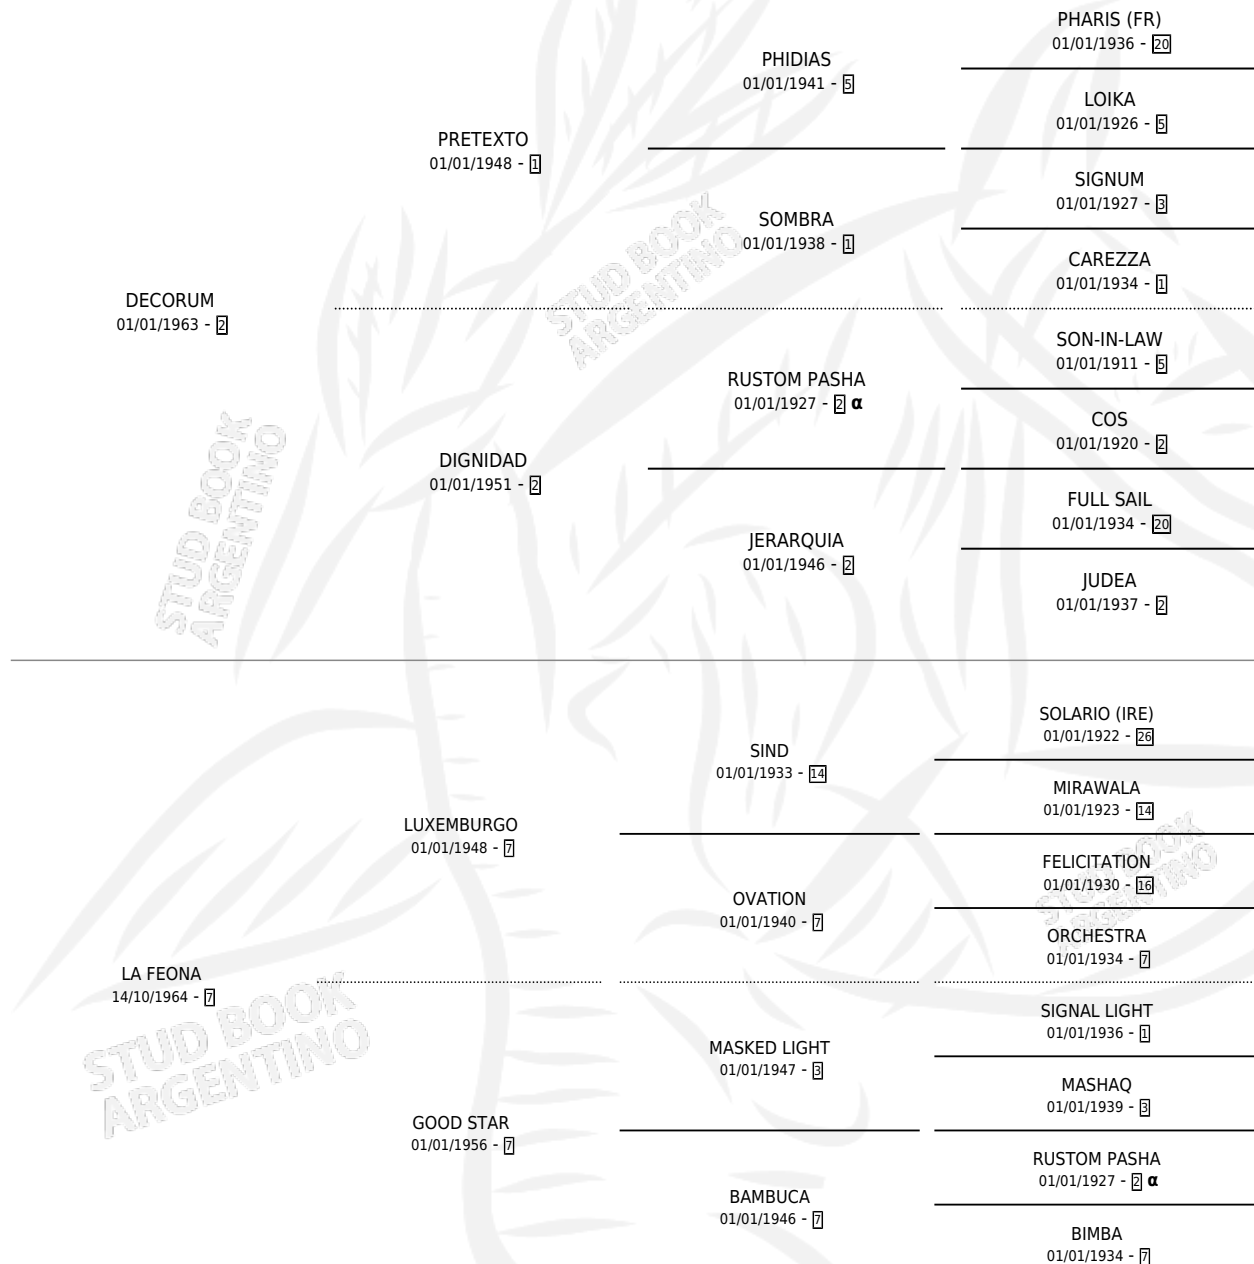 PHARIS (FR)
01/01/1936 - 20
PHIDIAS
01/01/1941 - 5
LOIKA
01/01/1926 - 5
PRETEXTO
01/01/1948 - 1
SIGNUM
01/01/1927 - 3
SOMBRA
01/01/1938 - 1
CAREZZA
01/01/1934 - 1
DECORUM
01/01/1963 - 2
SON-IN-LAW
01/01/1911 - 5
RUSTOM PASHA
01/01/1927 - 2 α
COS
01/01/1920 - 2
DIGNIDAD
01/01/1951 - 2
FULL SAIL
01/01/1934 - 20
JERARQUIA
01/01/1946 - 2
JUDEA
01/01/1937 - 2
SOLARIO (IRE)
01/01/1922 - 26
SIND
01/01/1933 - 14
MIRAWALA
01/01/1923 - 14
LUXEMBURGO
01/01/1948 - 7
FELICITATION
01/01/1930 - 16
OVATION
01/01/1940 - 7
ORCHESTRA
01/01/1934 - 7
LA FEONA
14/10/1964 - 7
SIGNAL LIGHT
01/01/1936 - 1
MASKED LIGHT
01/01/1947 - 3
MASHAQ
01/01/1939 - 3
GOOD STAR
01/01/1956 - 7
RUSTOM PASHA
01/01/1927 - 2 α
BAMBUCA
01/01/1946 - 7
BIMBA
01/01/1934 - 7
STUD BOOK
ARGENTINO
STUD BOOK
ARGENTINO
STUD BOOK
ARGENTINO
STUD BOOK
ARGENTINO